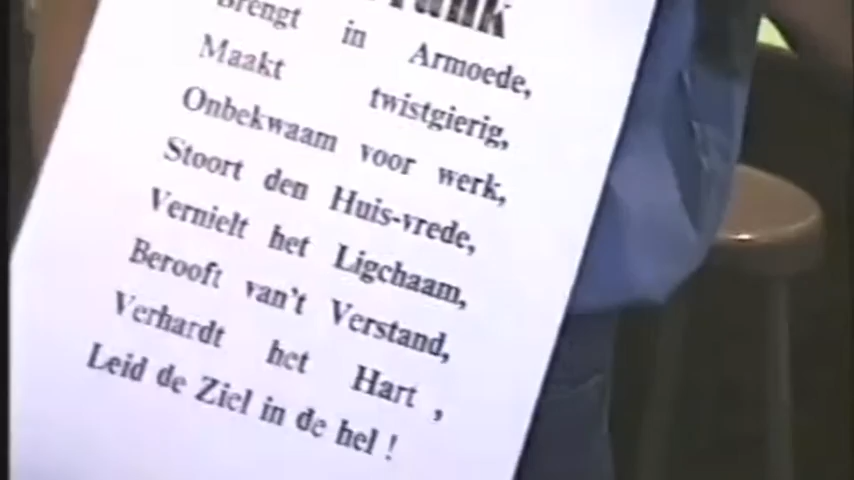 Brengt in Armoede,
Maakt twistgierig,
Onbekwaam voor werk,
Stoort den Huis-vrede,
Vernielt het Ligchaam,
Berooft van't Verstand,
Verhardt het Hart ,
Leid de Ziel in de hel !